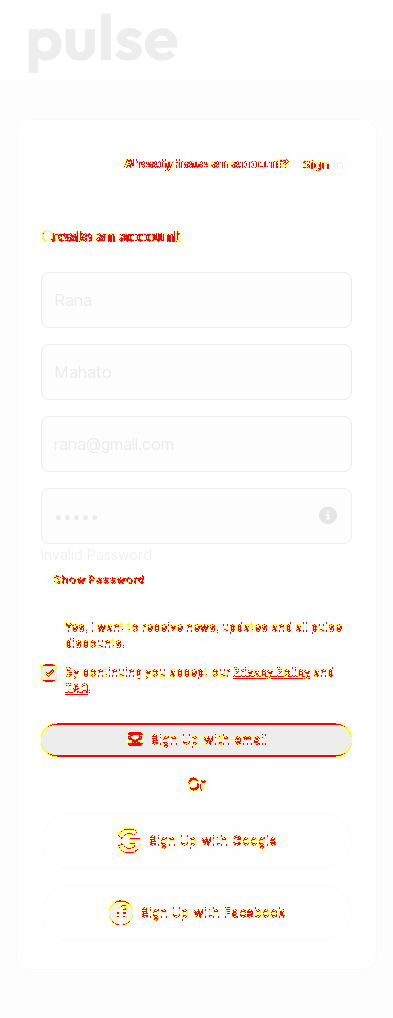 pulse
Already have an account? Sign in
Create an account
Rana
Mahato
rana@gmail.com
•••••
Invalid Password
Show Password
Yes, I want to receive news, updates and all pulse
discounts.
By continuing you accept our Privacy Policy and
T&Q.
Sign Up with email
Or
Sign Up with Google
Sign Up with Facebook